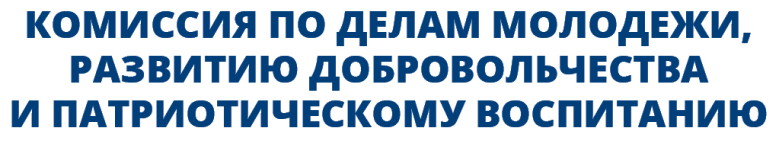 КОМИССИЯ ПО ДЕЛАМ МОЛОДЕЖИ,
РАЗВИТИЮ ДОБРОВОЛЬЧЕСТВА
И ПАТРИОТИЧЕСКОМУ ВОСПИТАНИЮ